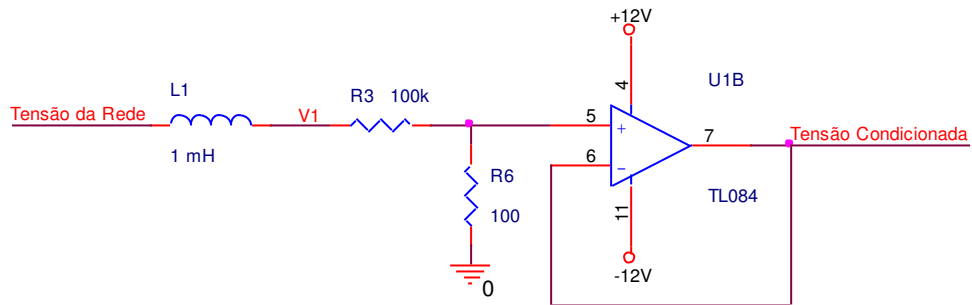 +12V
U1B
L1
4
R3 100k
Tensão da Rede
V1
5
+
7
Tensão Condicionada
6
-
1 mH
R6
TL084
100
11
-12V
0